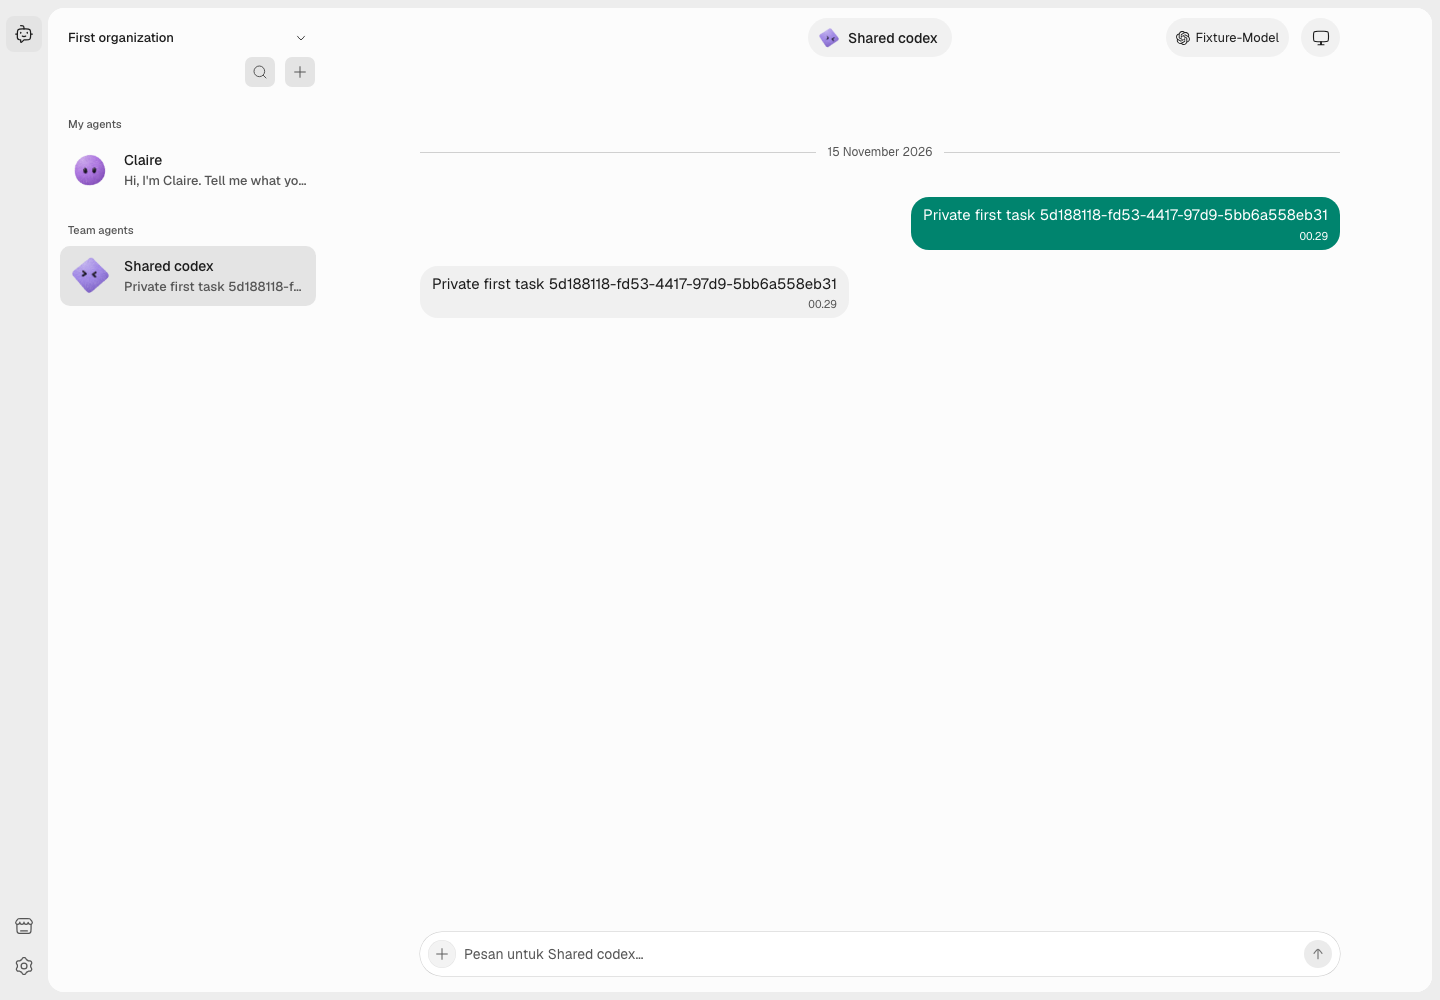 First organization
Shared codex
Fixture-Model
My agents
Claire
Hi, I'm Claire. Tell me what yo...
Team agents
Shared codex
Private first task 5d188118-f...
15 November 2026
Private first task 5d188118-fd53-4417-97d9-5bb6a558eb31
00.29
Private first task 5d188118-fd53-4417-97d9-5bb6a558eb31
00.29
Pesan untuk Shared codex...